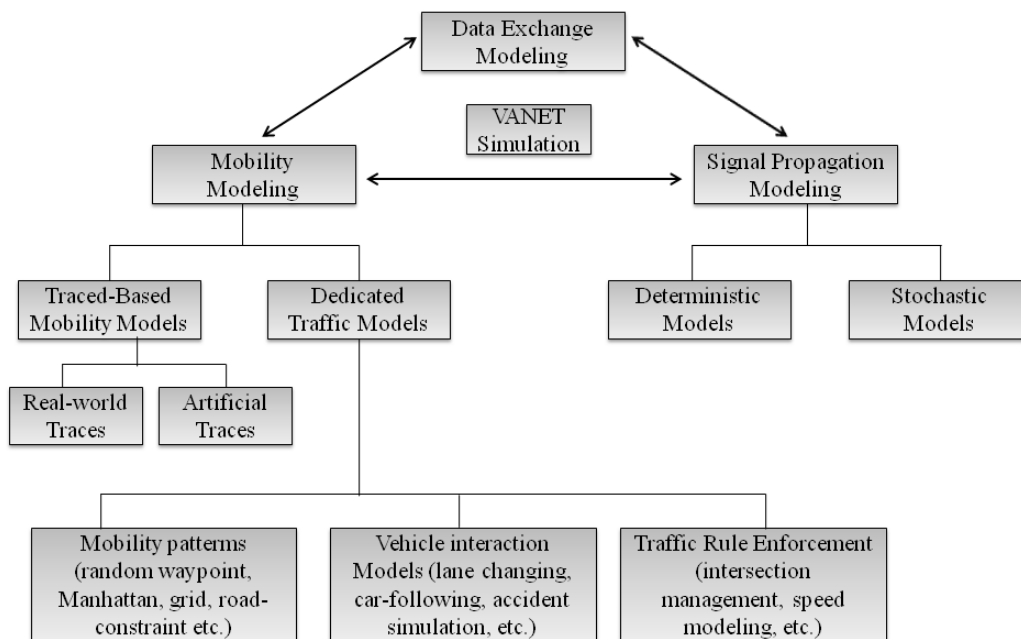 Data Exchange
Modeling
VANET
Simulation
Mobility
Modeling
Signal Propagation
Modeling
Traced-Based
Mobility Models
Dedicated
Traffic Models
Deterministic
Models
Stochastic
Models
Real-world
Traces
Artificial
Traces
Mobility patterms
(random waypoint,
Manhattan, grid, road-
constraint etc.)
Vehicle interaction
Models (lane changing,
car-following, accident
simulation, etc.)
Traffic Rule Enforcement
(intersection
management, speed
modeling, etc.)